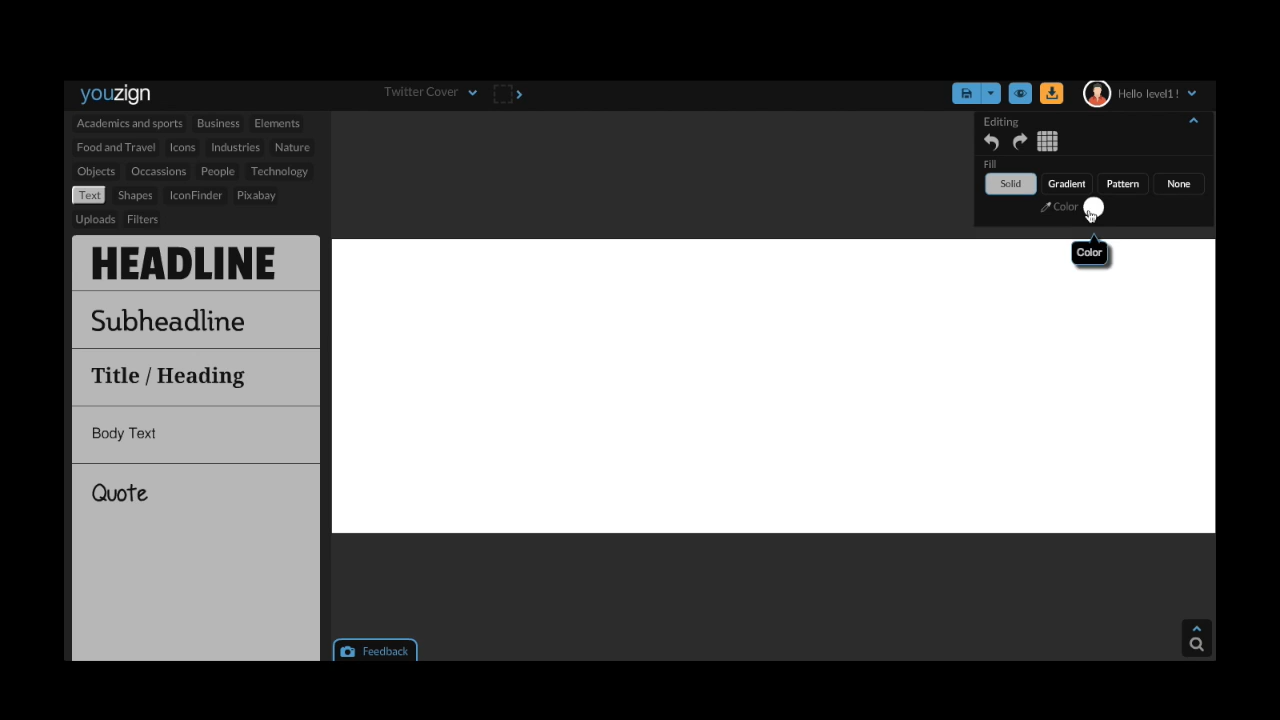 youzign
Twitter Cover
Hello level1 !
Academics and sports Business Elements
Food and Travel Icons Industries Nature
Objects Occassions People Technology
Text Shapes IconFinder Pixabay
Uploads Filters
HEADLINE
Subheadline
Title / Heading
Body Text
Quote
Editing
Fill
Solid Gradient Pattern None
Color
Color
Feedback